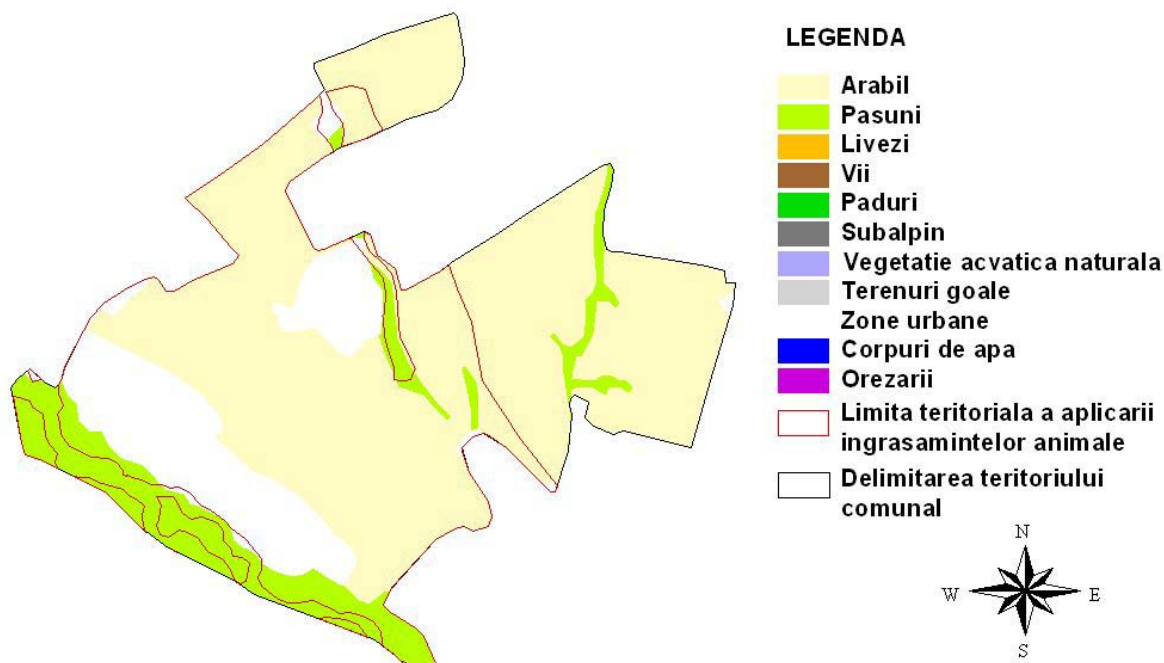 LEGENDA
Arabil
Pasuni
Livezi
Vii
Paduri
Subalpin
Vegetatie acvatica naturala
Terenuri goale
Zone urbane
Corpuri de apa
Orezarii
Limita teritoriala a aplicarii
ingrasamintelor animale
Delimitarea teritoriului
comunal
N
W E
S